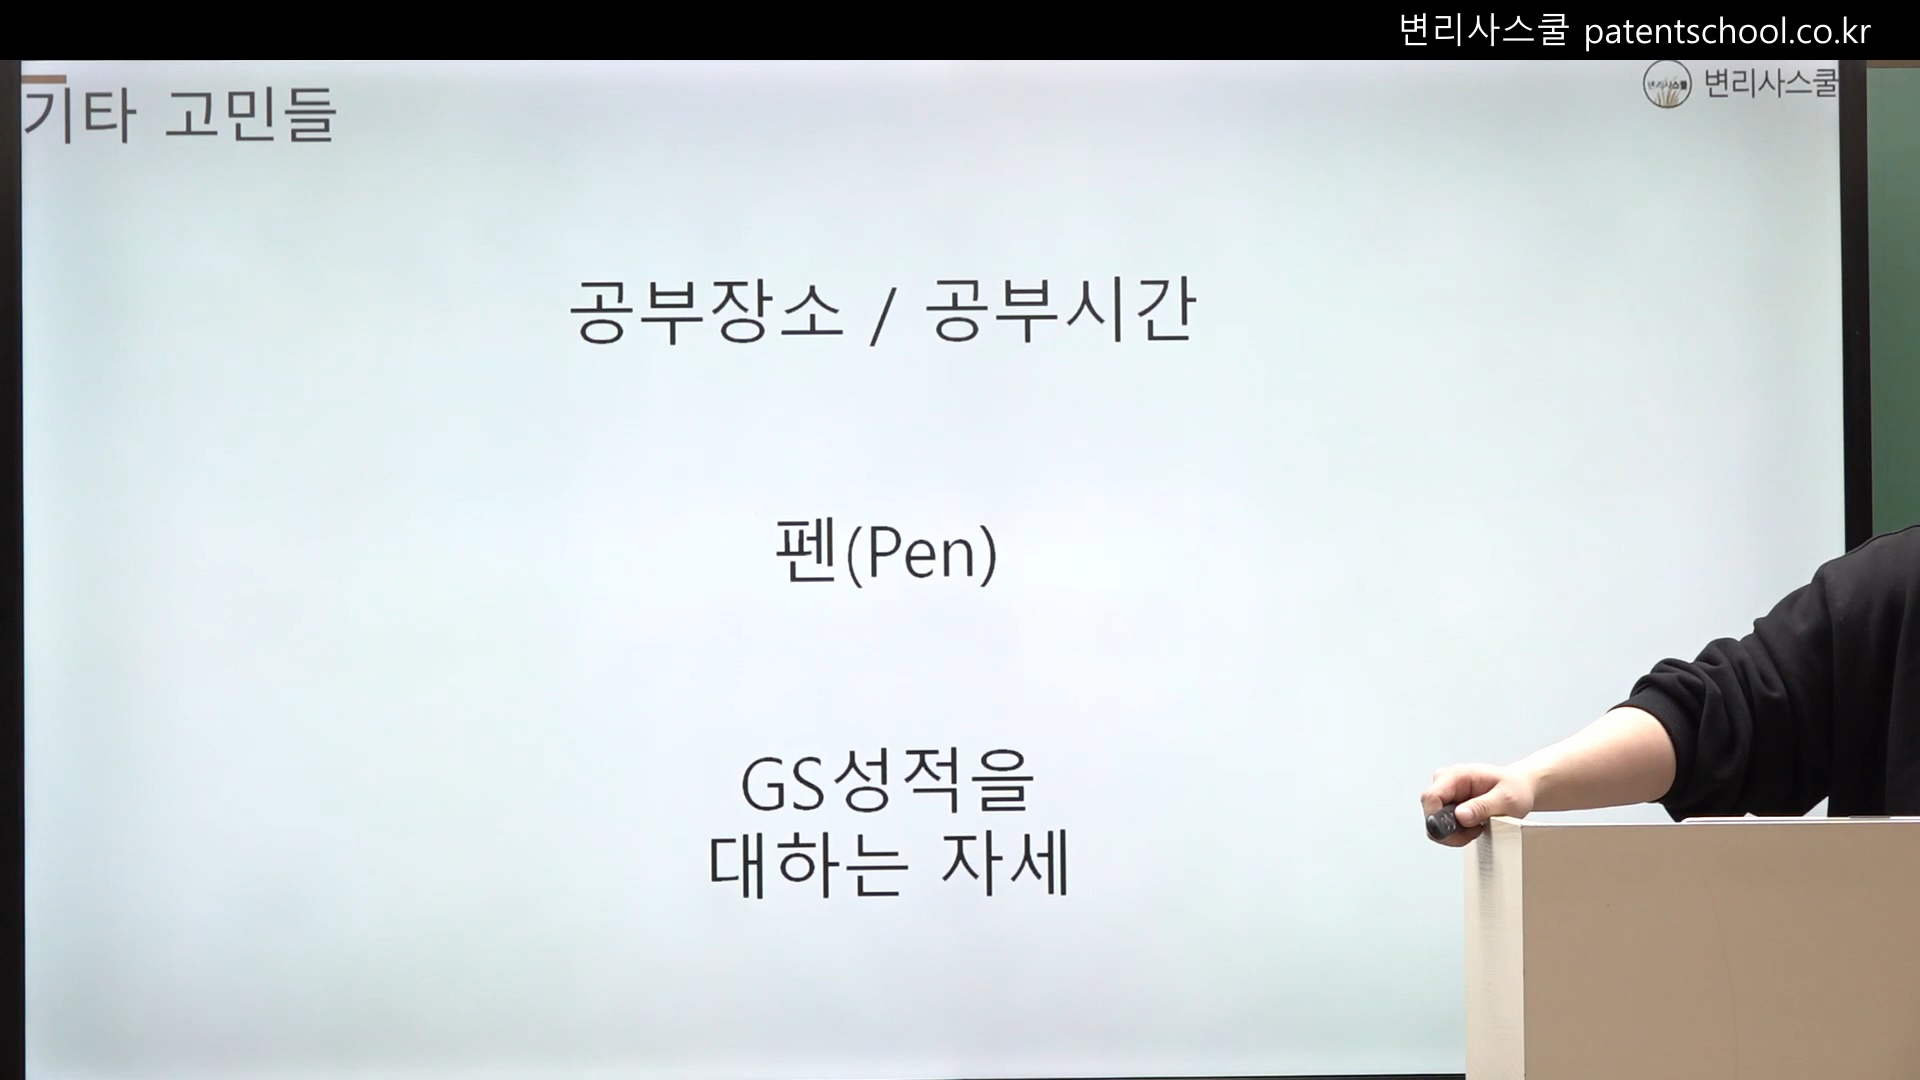 변리사스쿨 patentschool.co.kr
변리사스쿨
기타 고민들
공부장소 / 공부시간
펜(Pen)
GS성적을
대하는 자세